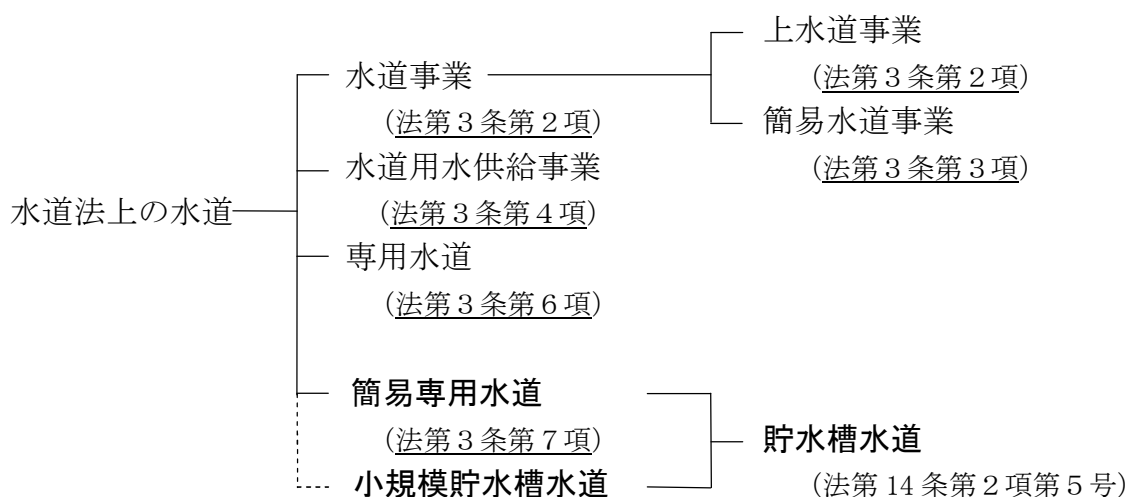 上水道事業
水道事業
(法第3条第2項)
(法第3条第2項)
簡易水道事業
水道用水供給事業
(法第3条第3項)
水道法上の水道
(法第3条第4項)
専用水道
(法第3条第6項)
簡易専用水道
(法第3条第7項)
貯水槽水道
小規模貯水槽水道
(法第14条第2項第5号)